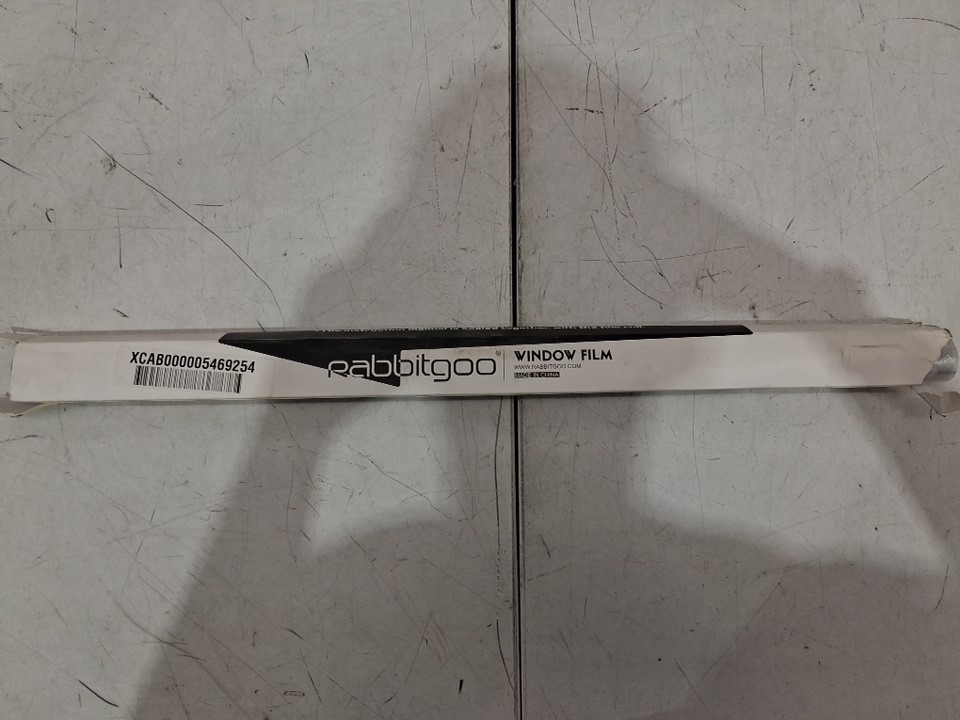 XCAB000005469254
Rabbitgoo®
WINDOW FILM
WWW.RABBITGOO.COM
MADE IN CHINA